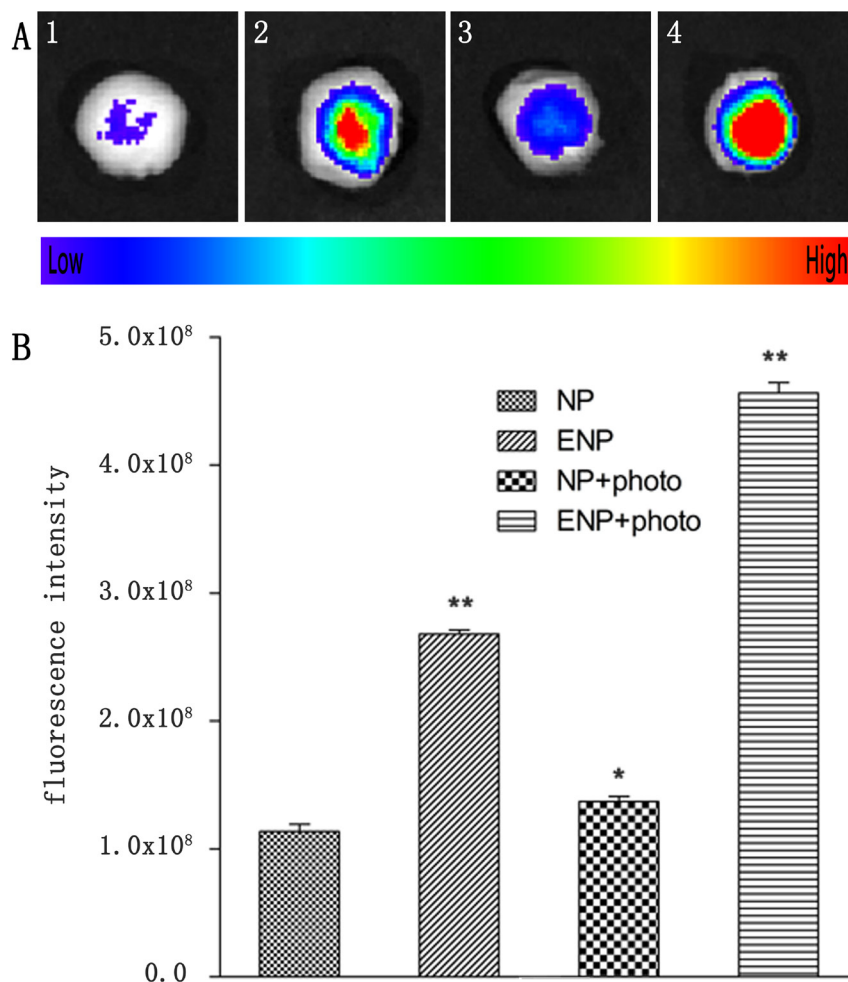 A
1 2 3 4
Low High
B
fluorescence intensity
5.0x10⁸
4.0x10⁸
3.0x10⁸
2.0x10⁸
1.0x10⁸
0.0
NP
ENP
NP+photo
ENP+photo
**
*
**